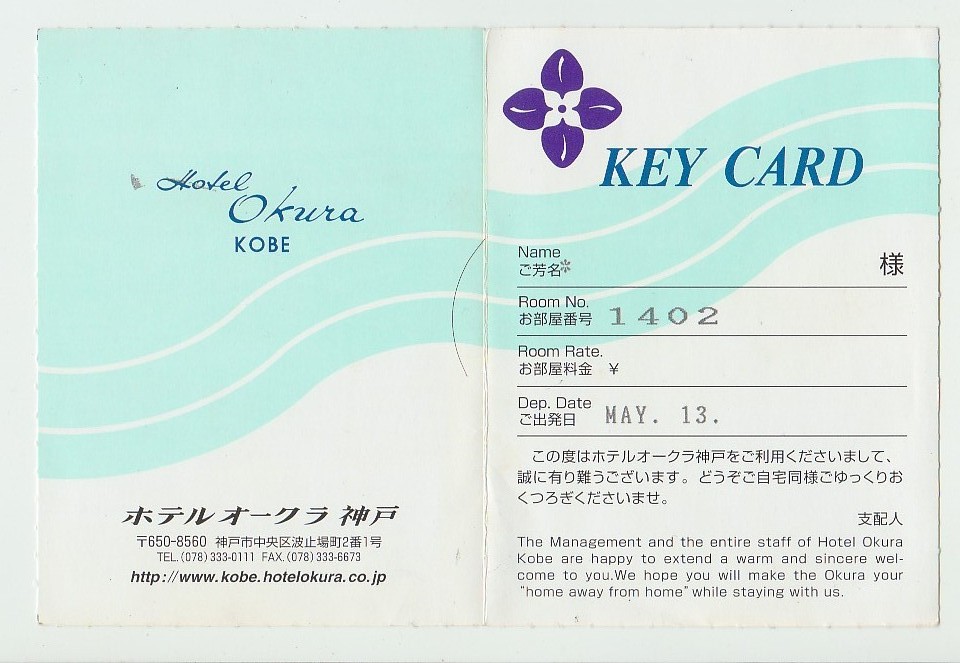 Hotel
Okura
KOBE
ホテルオークラ神戸
〒650-8560 神戸市中央区波止場町2番1号
TEL.(078)333-0111 FAX.(078)333-6673
http://www.kobe.hotelokura.co.jp
KEY CARD
Name
ご芳名* 様
Room No.
お部屋番号 1402
Room Rate.
お部屋料金 ¥
Dep. Date
ご出発日 MAY. 13.
この度はホテルオークラ神戸をご利用くださいまして、
誠に有り難うございます。どうぞご自宅同様ごゆっくりお
くつろぎくださいませ。
支配人
The Management and the entire staff of Hotel Okura
Kobe are happy to extend a warm and sincere wel-
come to you.We hope you will make the Okura your
"home away from home" while staying with us.